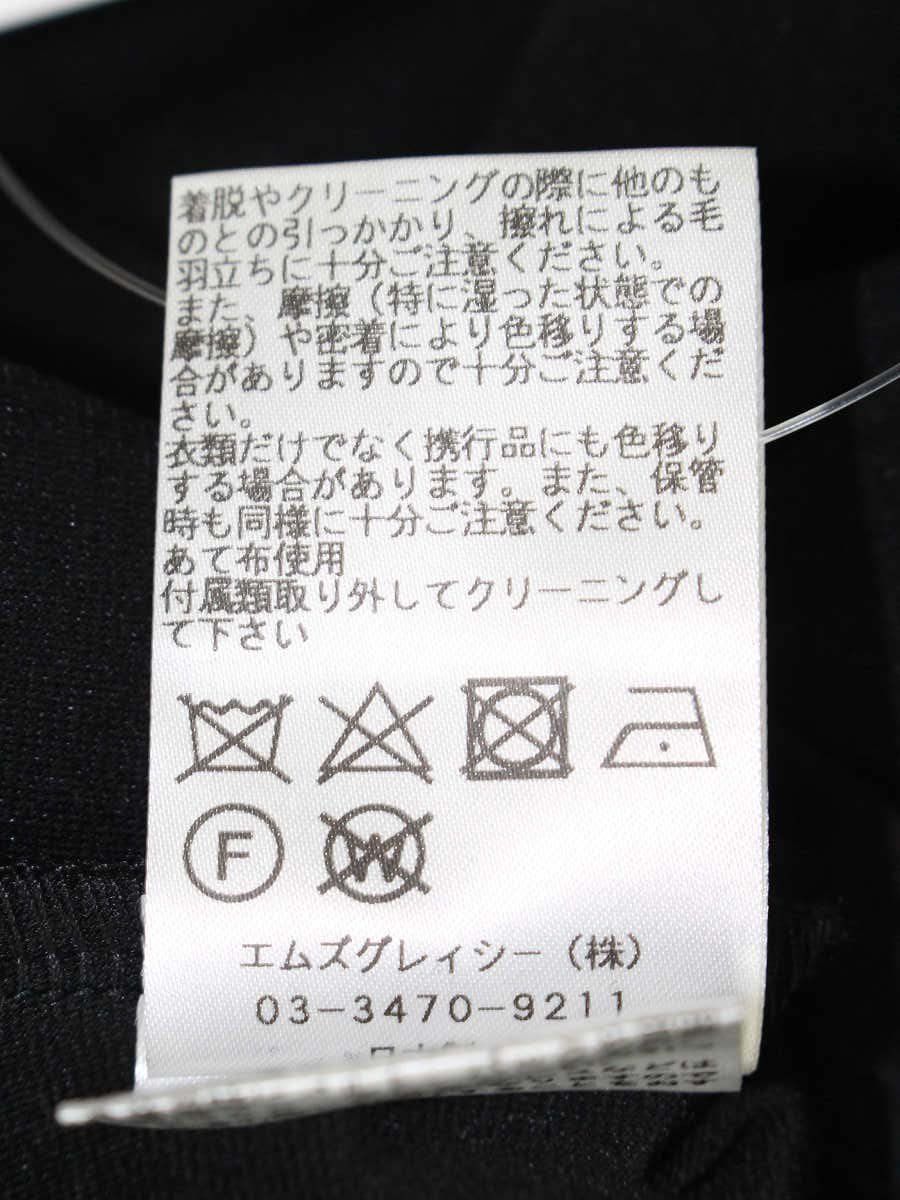 着脱やクリーニングの際に他のも
のとの引っかかり、擦れによる毛
羽立ちに十分ご注意ください。
また、摩擦（特に湿った状態での
摩擦）や密着により色移りする場
合がありますので十分ご注意くだ
さい。
衣類だけでなく携行品にも色移り
する場合があります。また、保管
時も同様に十分ご注意ください。
あて布使用
付属類取り外してクリーニングし
て下さい
F W
エムズグレィシー（株）
03-3470-9211